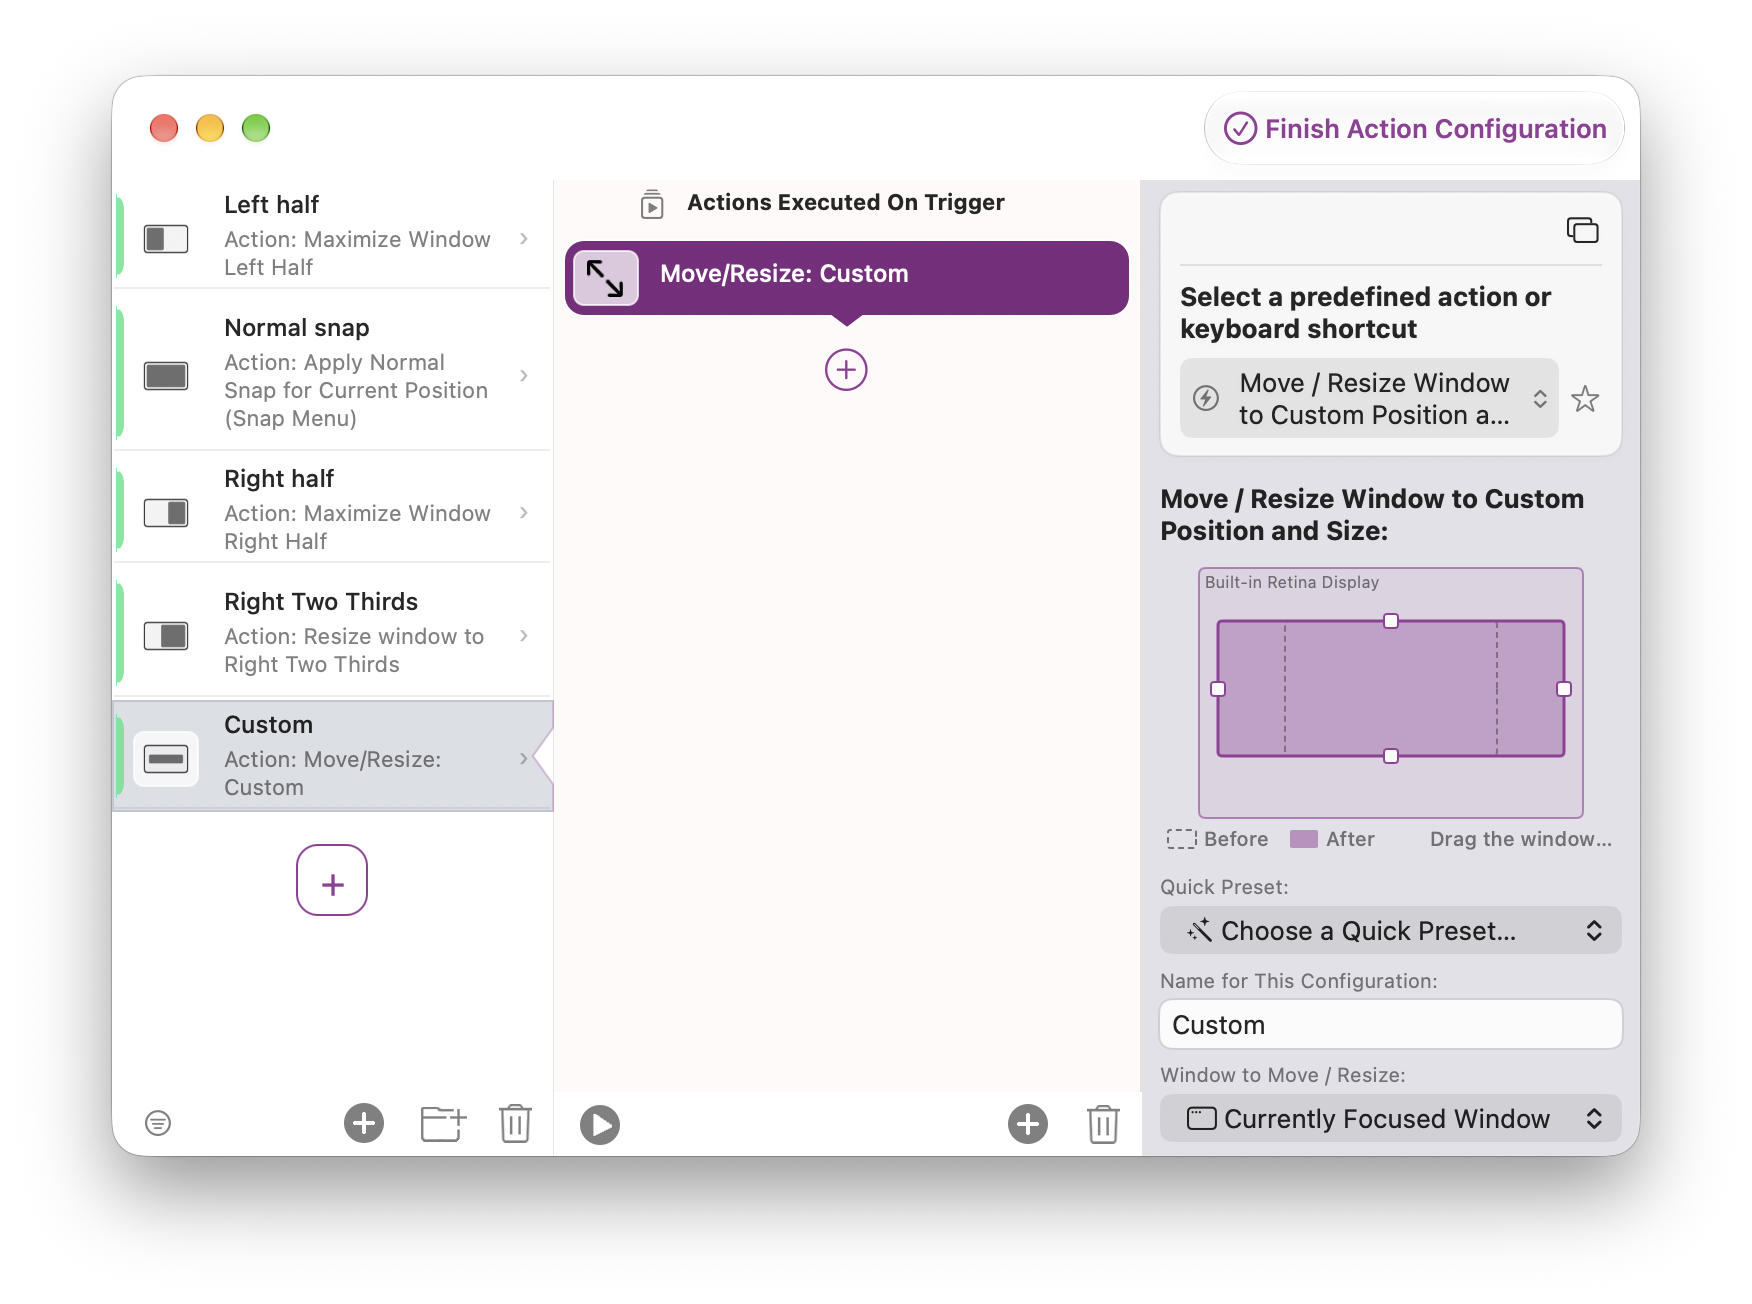 Finish Action Configuration
Left half
Action: Maximize Window
Left Half
Normal snap
Action: Apply Normal
Snap for Current Position
(Snap Menu)
Right half
Action: Maximize Window
Right Half
Right Two Thirds
Action: Resize window to
Right Two Thirds
Custom
Action: Move/Resize:
Custom
Actions Executed On Trigger
Move/Resize: Custom
Select a predefined action or
keyboard shortcut
Move / Resize Window
to Custom Position a...
Move / Resize Window to Custom
Position and Size:
Built-in Retina Display
Before
After
Drag the window...
Quick Preset:
Choose a Quick Preset...
Name for This Configuration:
Custom
Window to Move / Resize:
Currently Focused Window